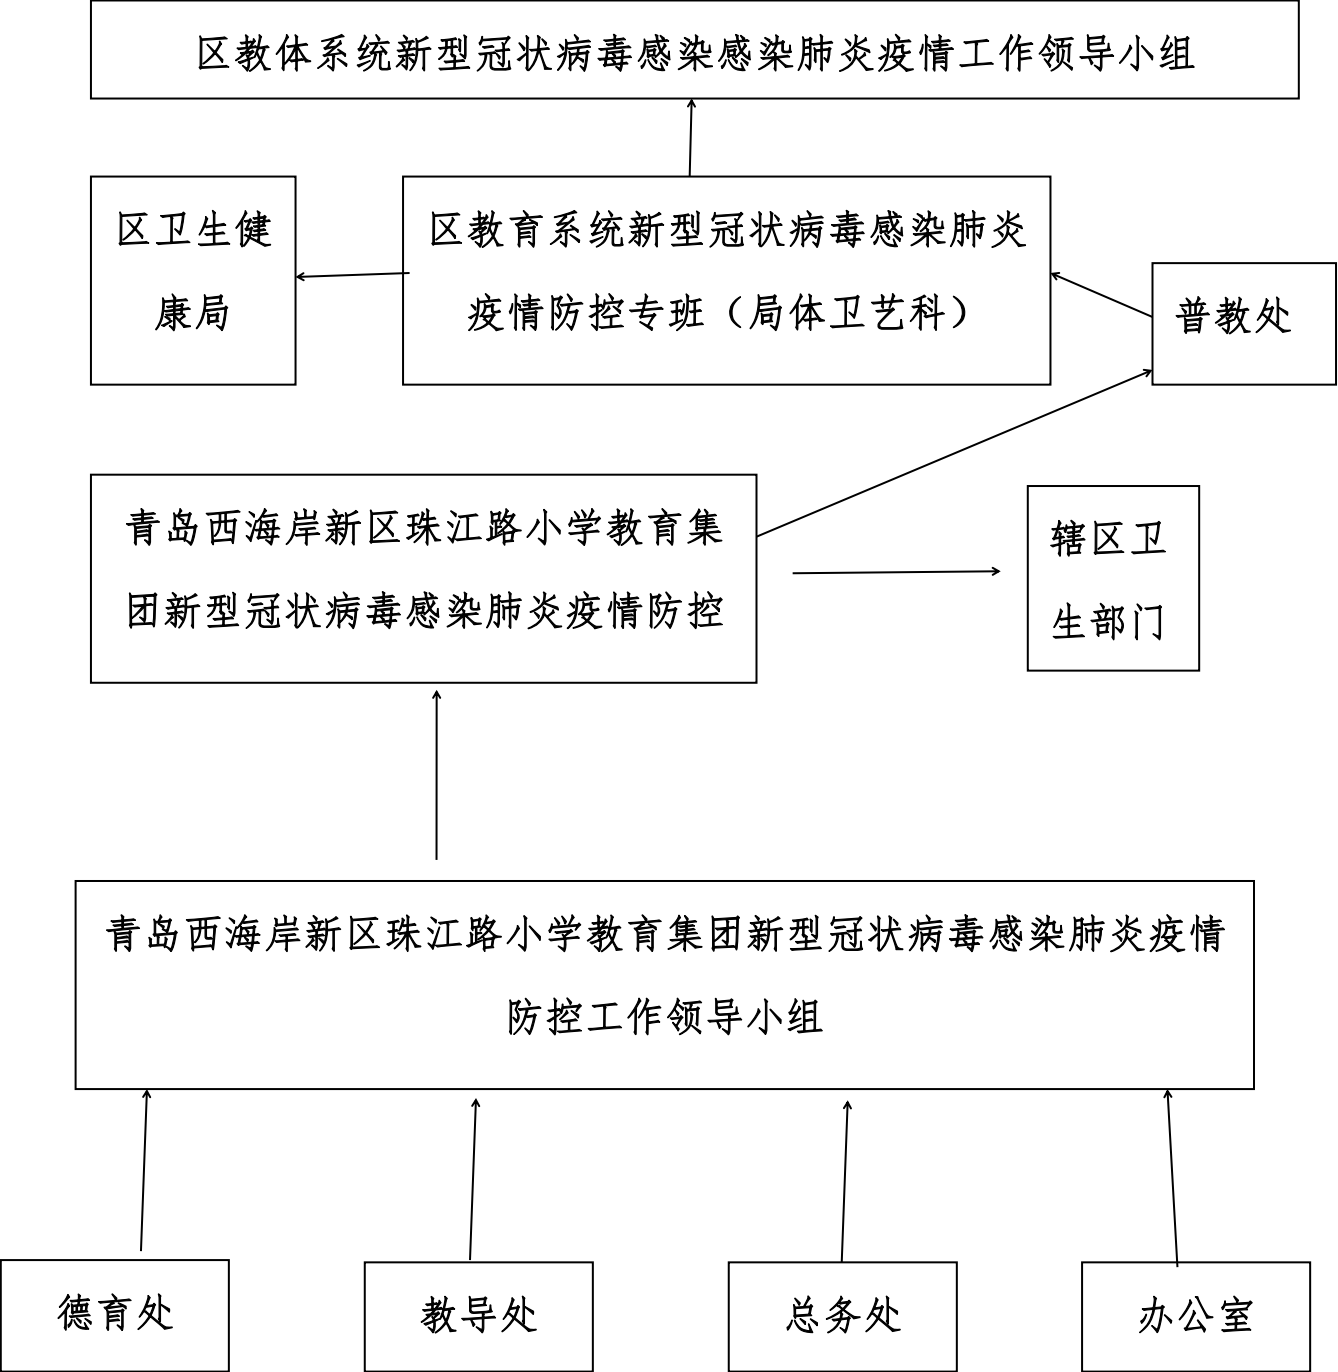 区教体系统新型冠状病毒感染感染肺炎疫情工作领导小组
区卫生健
康局
区教育系统新型冠状病毒感染肺炎
疫情防控专班（局体卫艺科）
普教处
青岛西海岸新区珠江路小学教育集
团新型冠状病毒感染肺炎疫情防控
辖区卫
生部门
青岛西海岸新区珠江路小学教育集团新型冠状病毒感染肺炎疫情
防控工作领导小组
德育处
教导处
总务处
办公室